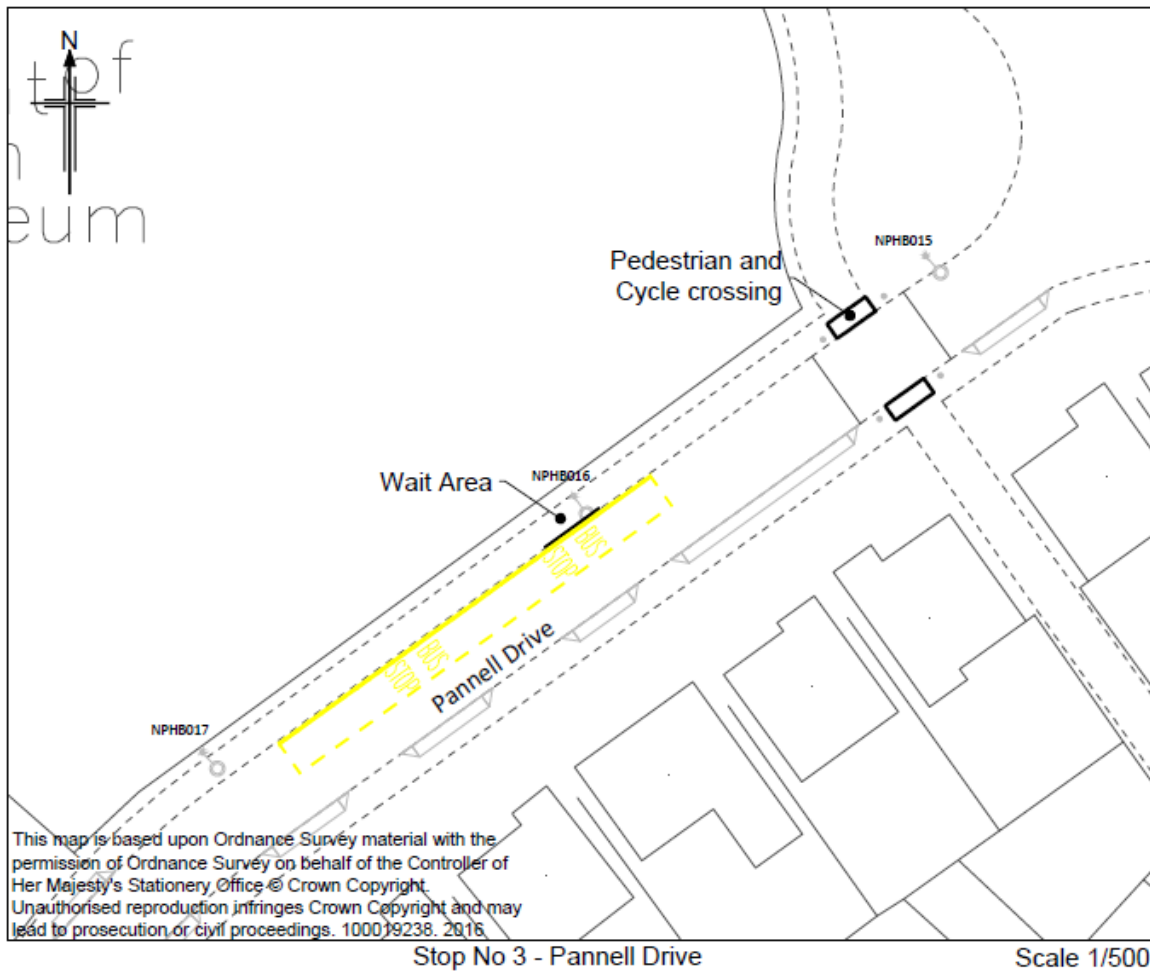 N
t of
n
eum
NPHB015
Pedestrian and
Cycle crossing
Wait Area
NPHB016
BUS
STOP
BUS
STOP
Pannell Drive
NPHB017
This map is based upon Ordnance Survey material with the
permission of Ordnance Survey on behalf of the Controller of
Her Majesty's Stationery Office © Crown Copyright.
Unauthorised reproduction infringes Crown Copyright and may
lead to prosecution or civil proceedings. 100019238. 2016
Stop No 3 - Pannell Drive
Scale 1/500